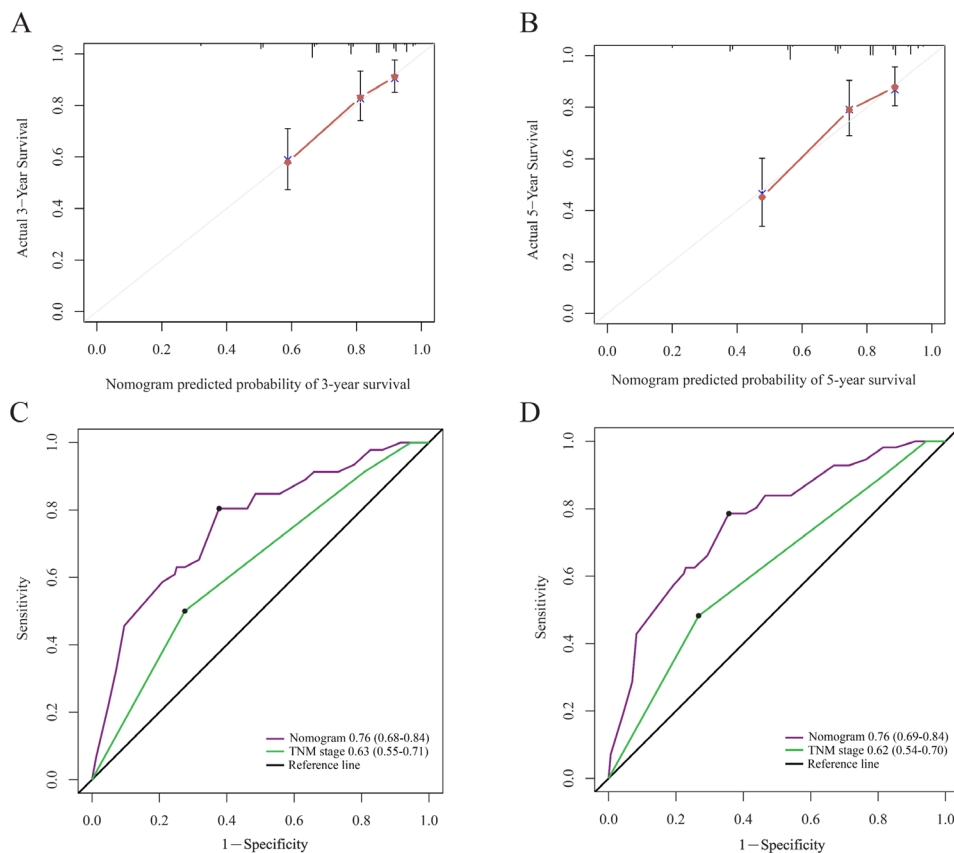 A
Actual 3−Year Survival
1.0
0.8
0.6
0.4
0.2
0.0
0.0 0.2 0.4 0.6 0.8 1.0
Nomogram predicted probability of 3-year survival
B
Actual 5−Year Survival
1.0
0.8
0.6
0.4
0.2
0.0
0.0 0.2 0.4 0.6 0.8 1.0
Nomogram predicted probability of 5-year survival
C
Sensitivity
1.0
0.8
0.6
0.4
0.2
0.0
Nomogram 0.76 (0.68-0.84)
TNM stage 0.63 (0.55-0.71)
Reference line
0.0 0.2 0.4 0.6 0.8 1.0
1−Specificity
D
Sensitivity
1.0
0.8
0.6
0.4
0.2
0.0
Nomogram 0.76 (0.69-0.84)
TNM stage 0.62 (0.54-0.70)
Reference line
0.0 0.2 0.4 0.6 0.8 1.0
1−Specificity